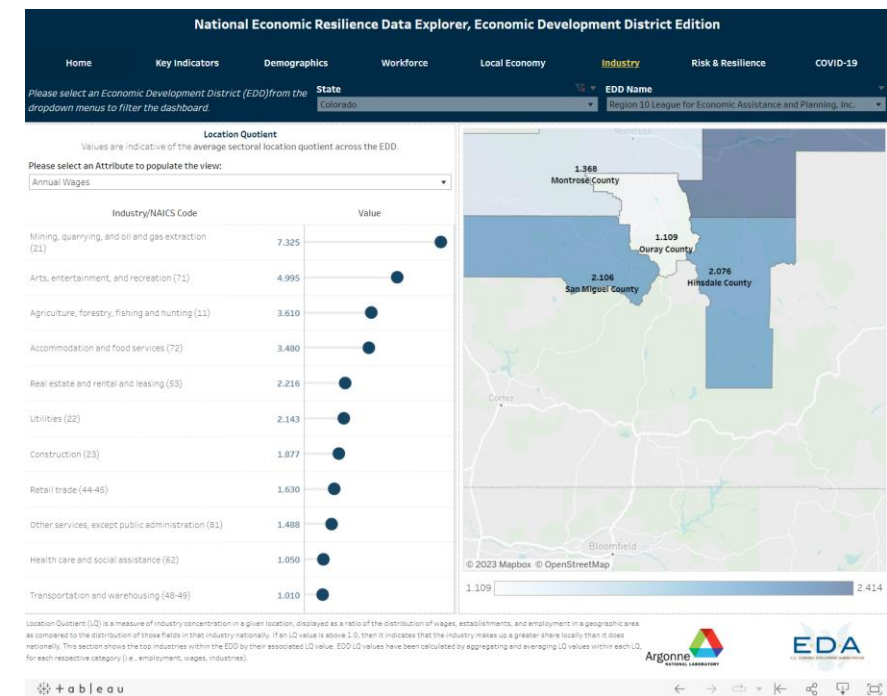 National Economic Resilience Data Explorer, Economic Development District Edition
Home Key Indicators Demographics Workforce Local Economy Industry Risk & Resilience COVID-19
Please select an Economic Development District (EDD)from the
dropdown menus to filter the dashboard.
State
Colorado
EDD Name
Region 10 League for Economic Assistance and Planning, Inc.
Location Quotient
Values are indicative of the average sectoral location quotient across the EDD.
Please select an Attribute to populate the view:
Annual Wages
Industry/NAICS Code Value
Mining, quarrying, and oil and gas extraction
(21) 7.325
Arts, entertainment, and recreation (71) 4.995
Agriculture, forestry, fishing and hunting (11) 3.610
Accommodation and food services (72) 3.480
Real estate and rental and leasing (53) 2.216
Utilities (22) 2.143
Construction (23) 1.877
Retail trade (44-45) 1.630
Other services, except public administration (81) 1.488
Health care and social assistance (62) 1.050
Transportation and warehousing (48-49) 1.010
Montrose
1.368
Montrose County
1.109
Ouray County
2.106
San Miguel County
2.076
Hinsdale County
Cortez
Bloomfield
© 2023 Mapbox © OpenStreetMap
1.109 2.414
Location Quotient (LQ) is a measure of industry concentration in a given location, displayed as a ratio of the distribution of wages, establishments, and employment in a geographic area
as compared to the distribution of those fields in that industry nationally. If an LQ value is above 1.0, then it indicates that the industry makes up a greater share locally than it does
nationally. This section shows the top industries within the EDD by their associated LQ value. EDD LQ values have been calculated by aggregating and averaging LQ values within each LQ,
for each respective category (i.e., employment, wages, industries).
Argonne
NATIONAL LABORATORY
EDA
U.S. ECONOMIC DEVELOPMENT ADMINISTRATION
+ a b l e a u